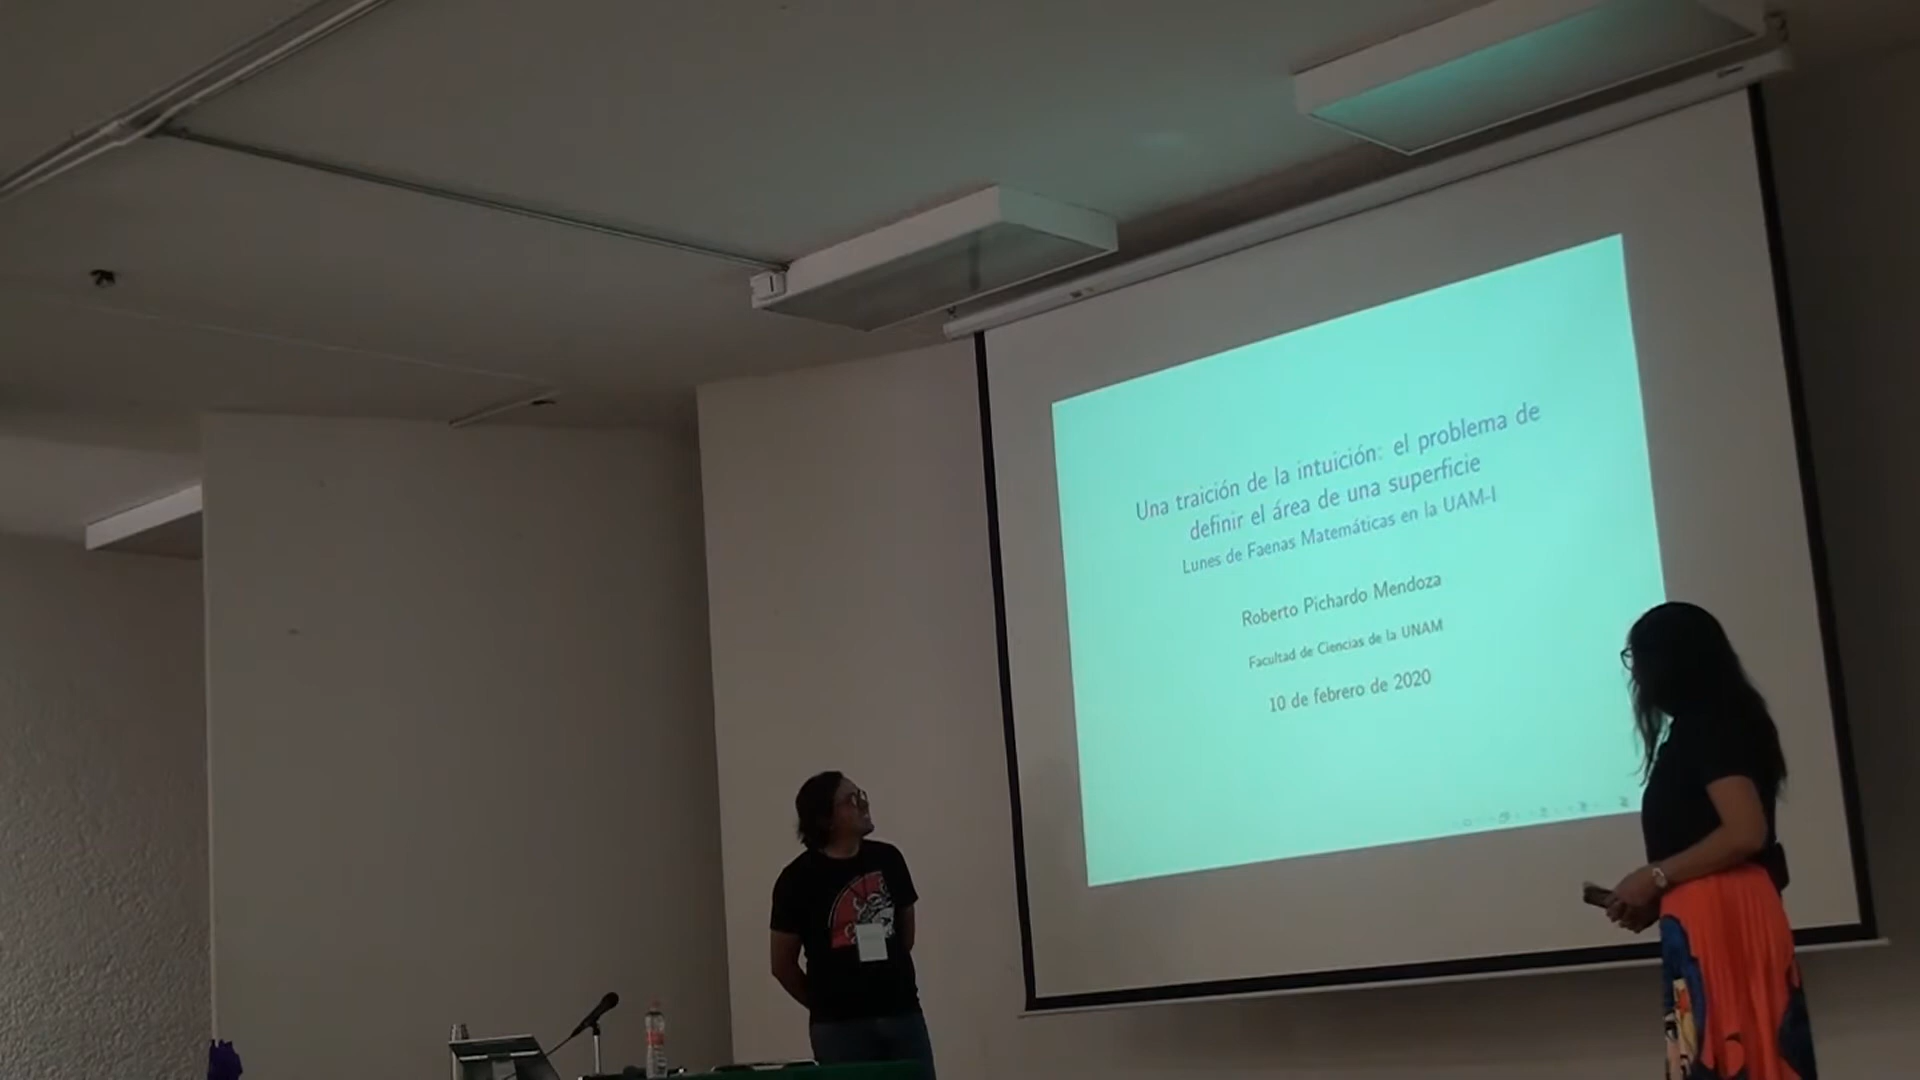 Una traición de la intuición: el problema de
definir el área de una superficie
Lunes de Faenas Matemáticas en la UAM-I
Roberto Pichardo Mendoza
Facultad de Ciencias de la UNAM
10 de febrero de 2020